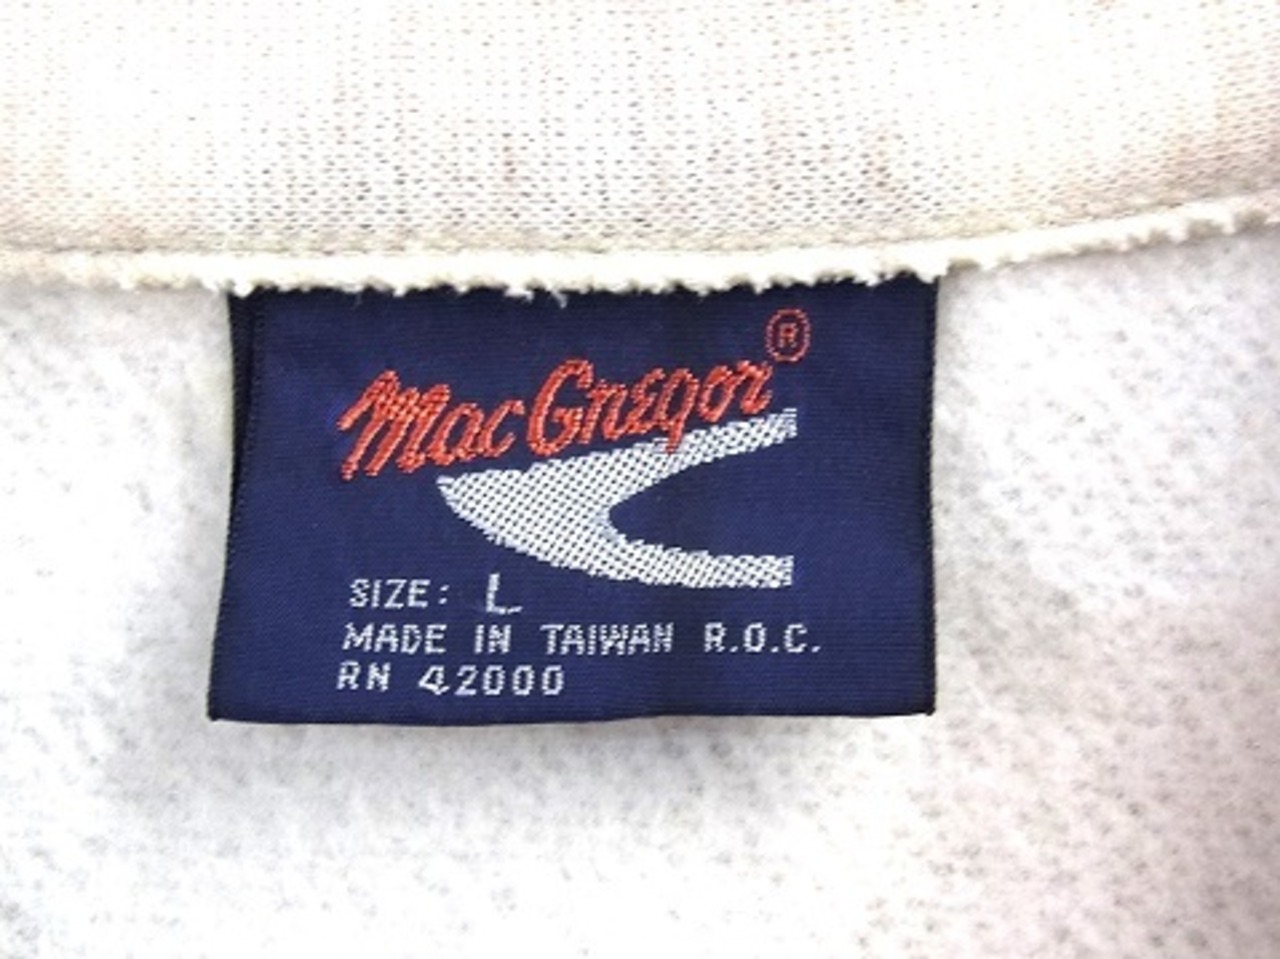 MacGregor®
SIZE: L
MADE IN TAIWAN R.O.C.
RN 42000